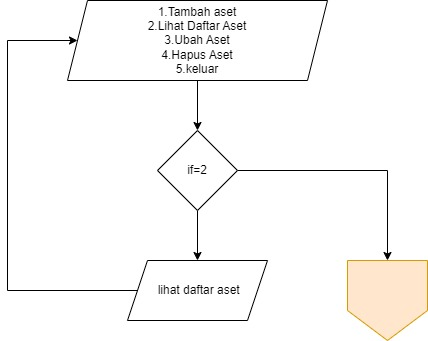 1.Tambah aset
2.Lihat Daftar Aset
3.Ubah Aset
4.Hapus Aset
5.keluar
if=2
lihat daftar aset